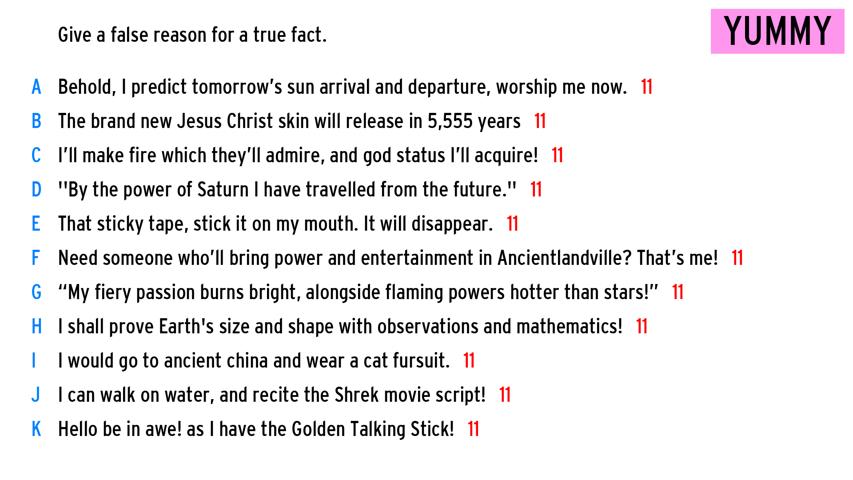 Give a false reason for a true fact.
YUMMY
A Behold, I predict tomorrow's sun arrival and departure, worship me now. 11
B The brand new Jesus Christ skin will release in 5,555 years 11
C I'll make fire which they'll admire, and god status I'll acquire! 11
D "By the power of Saturn I have travelled from the future." 11
E That sticky tape, stick it on my mouth. It will disappear. 11
F Need someone who'll bring power and entertainment in Ancientlandville? That's me! 11
G “My fiery passion burns bright, alongside flaming powers hotter than stars!” 11
H I shall prove Earth's size and shape with observations and mathematics! 11
I I would go to ancient china and wear a cat fursuit. 11
J I can walk on water, and recite the Shrek movie script! 11
K Hello be in awe! as I have the Golden Talking Stick! 11